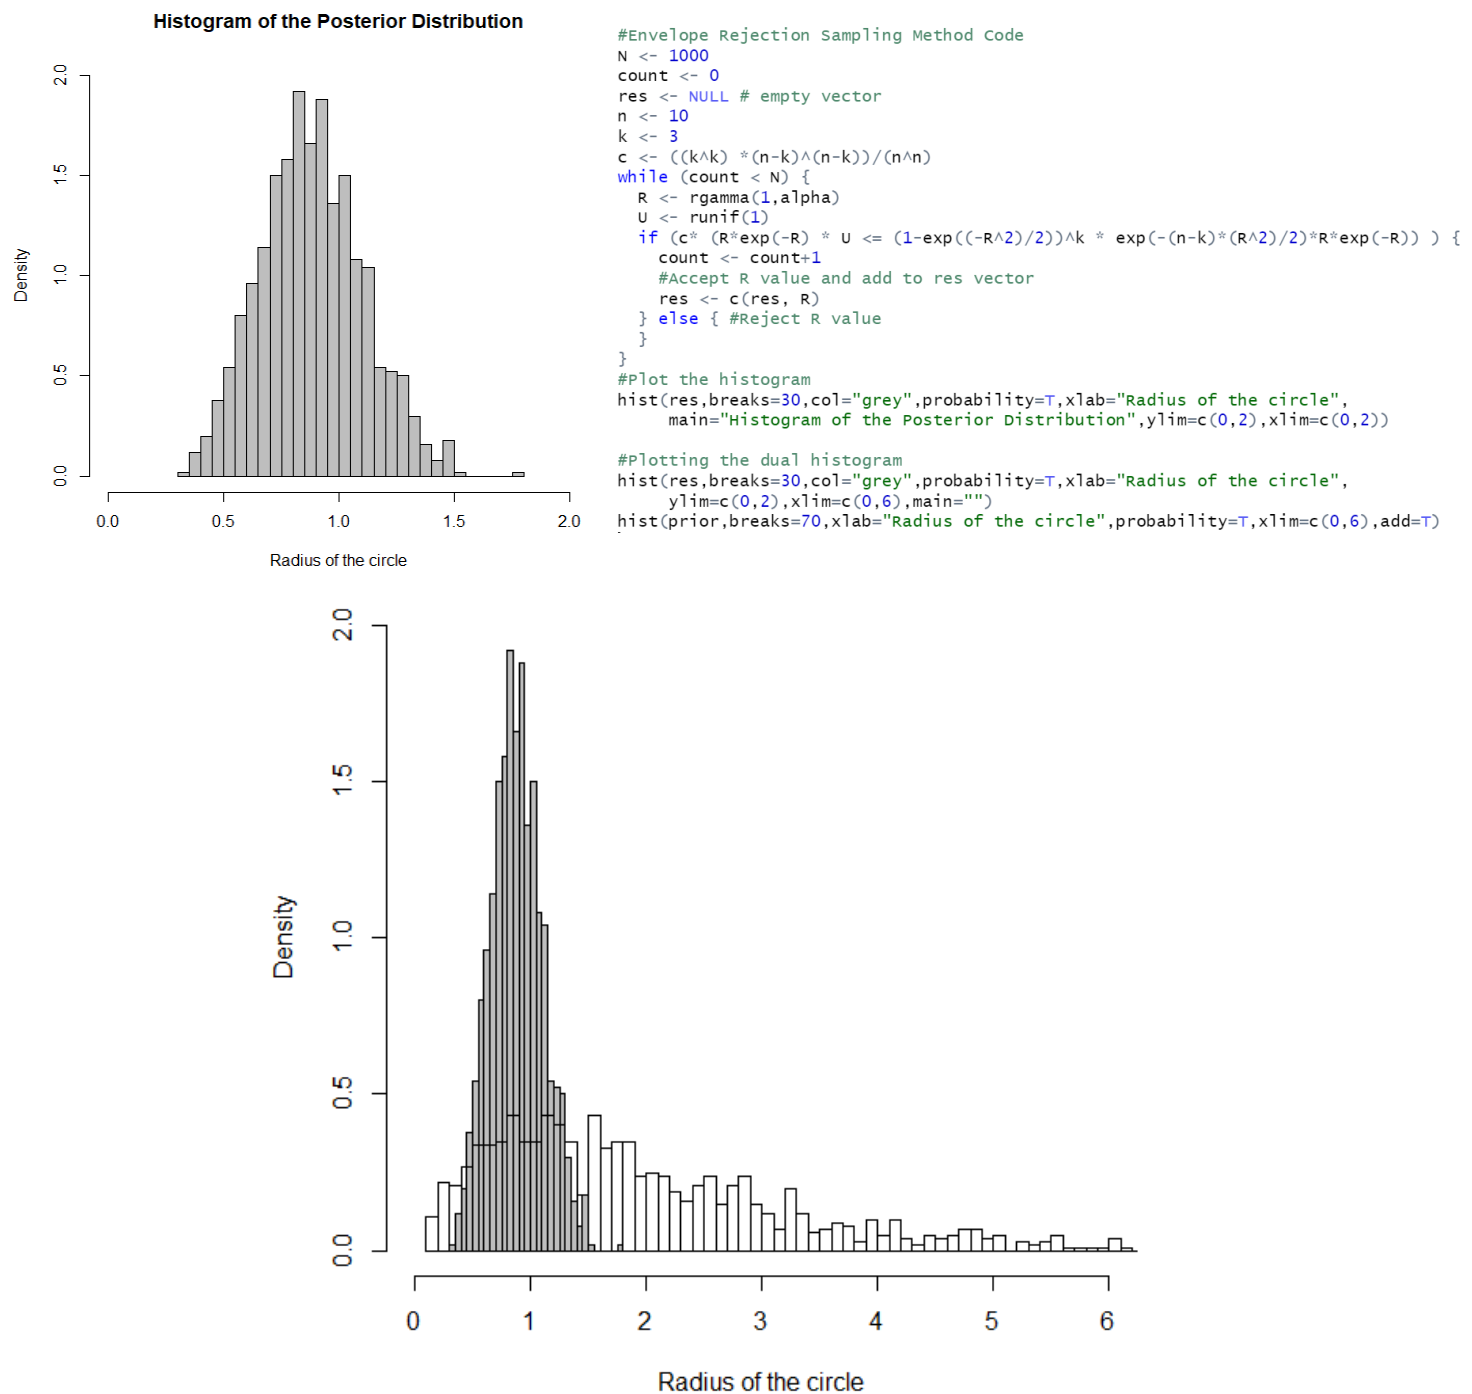 Histogram of the Posterior Distribution
2.0
1.5
1.0
0.5
0.0
Density
0.0 0.5 1.0 1.5 2.0
Radius of the circle
#Envelope Rejection Sampling Method Code
N <- 1000
count <- 0
res <- NULL # empty vector
n <- 10
k <- 3
c <- ((k^k) *(n-k)^(n-k))/(n^n)
while (count < N) {
  R <- rgamma(1,alpha)
  U <- runif(1)
  if (c* (R*exp(-R) * U <= (1-exp((-R^2)/2))^k * exp(-(n-k)*(R^2)/2)*R*exp(-R)) ) {
    count <- count+1
    #Accept R value and add to res vector
    res <- c(res, R)
  } else { #Reject R value
  }
}
#Plot the histogram
hist(res,breaks=30,col="grey",probability=T,xlab="Radius of the circle",
     main="Histogram of the Posterior Distribution",ylim=c(0,2),xlim=c(0,2))
#Plotting the dual histogram
hist(res,breaks=30,col="grey",probability=T,xlab="Radius of the circle",
     ylim=c(0,2),xlim=c(0,6),main="")
hist(prior,breaks=70,xlab="Radius of the circle",probability=T,xlim=c(0,6),add=T)
2.0
1.5
1.0
0.5
0.0
Density
0 1 2 3 4 5 6
Radius of the circle